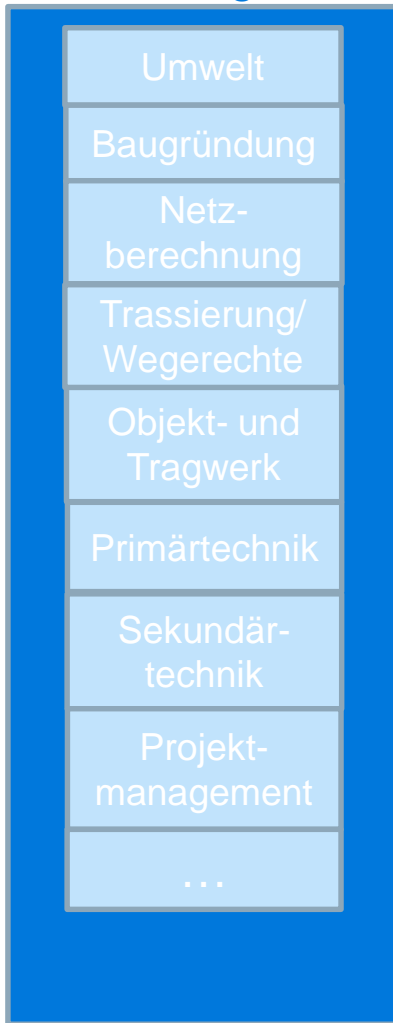 Umwelt
Baugründung
Netz-
berechnung
Trassierung/
Wegerechte
Objekt- und
Tragwerk
Primärtechnik
Sekundär-
technik
Projekt-
management
...